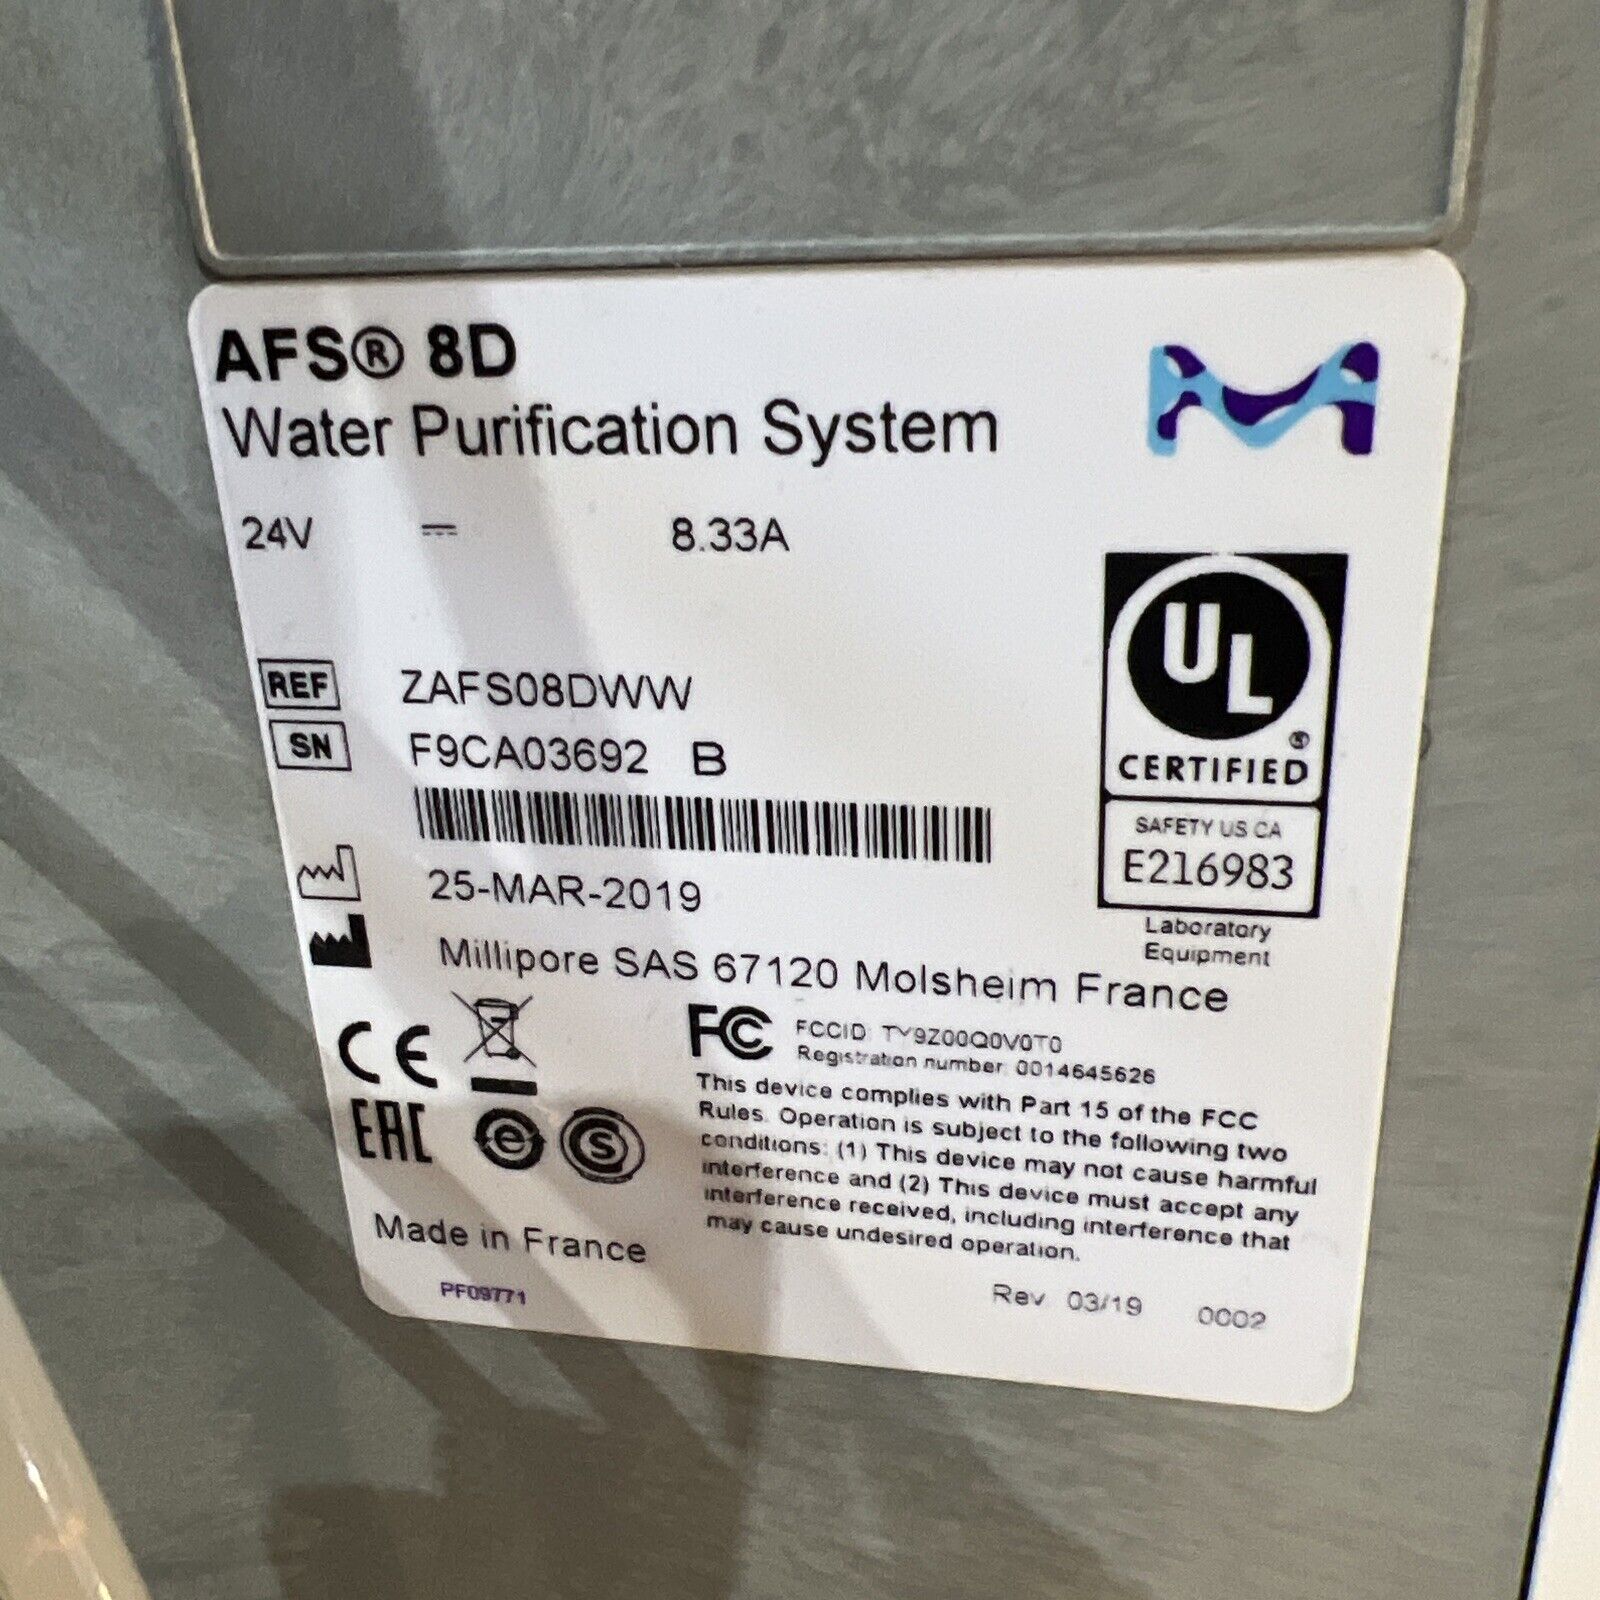 AFS® 8D
Water Purification System
24V ⎓ 8.33A
REF ZAFS08DWW
SN F9CA03692 B
25-MAR-2019
Millipore SAS 67120 Molsheim France
UL
®
CERTIFIED
SAFETY US CA
E216983
Laboratory
Equipment
CE
EAC
e
S
Made in France
PF09771
FC
FCCID: TY9Z00Q0V0T0
Registration number: 0014645626
This device complies with Part 15 of the FCC
Rules. Operation is subject to the following two
conditions: (1) This device may not cause harmful
interference and (2) This device must accept any
interference received, including interference that
may cause undesired operation.
Rev 03/19 0002